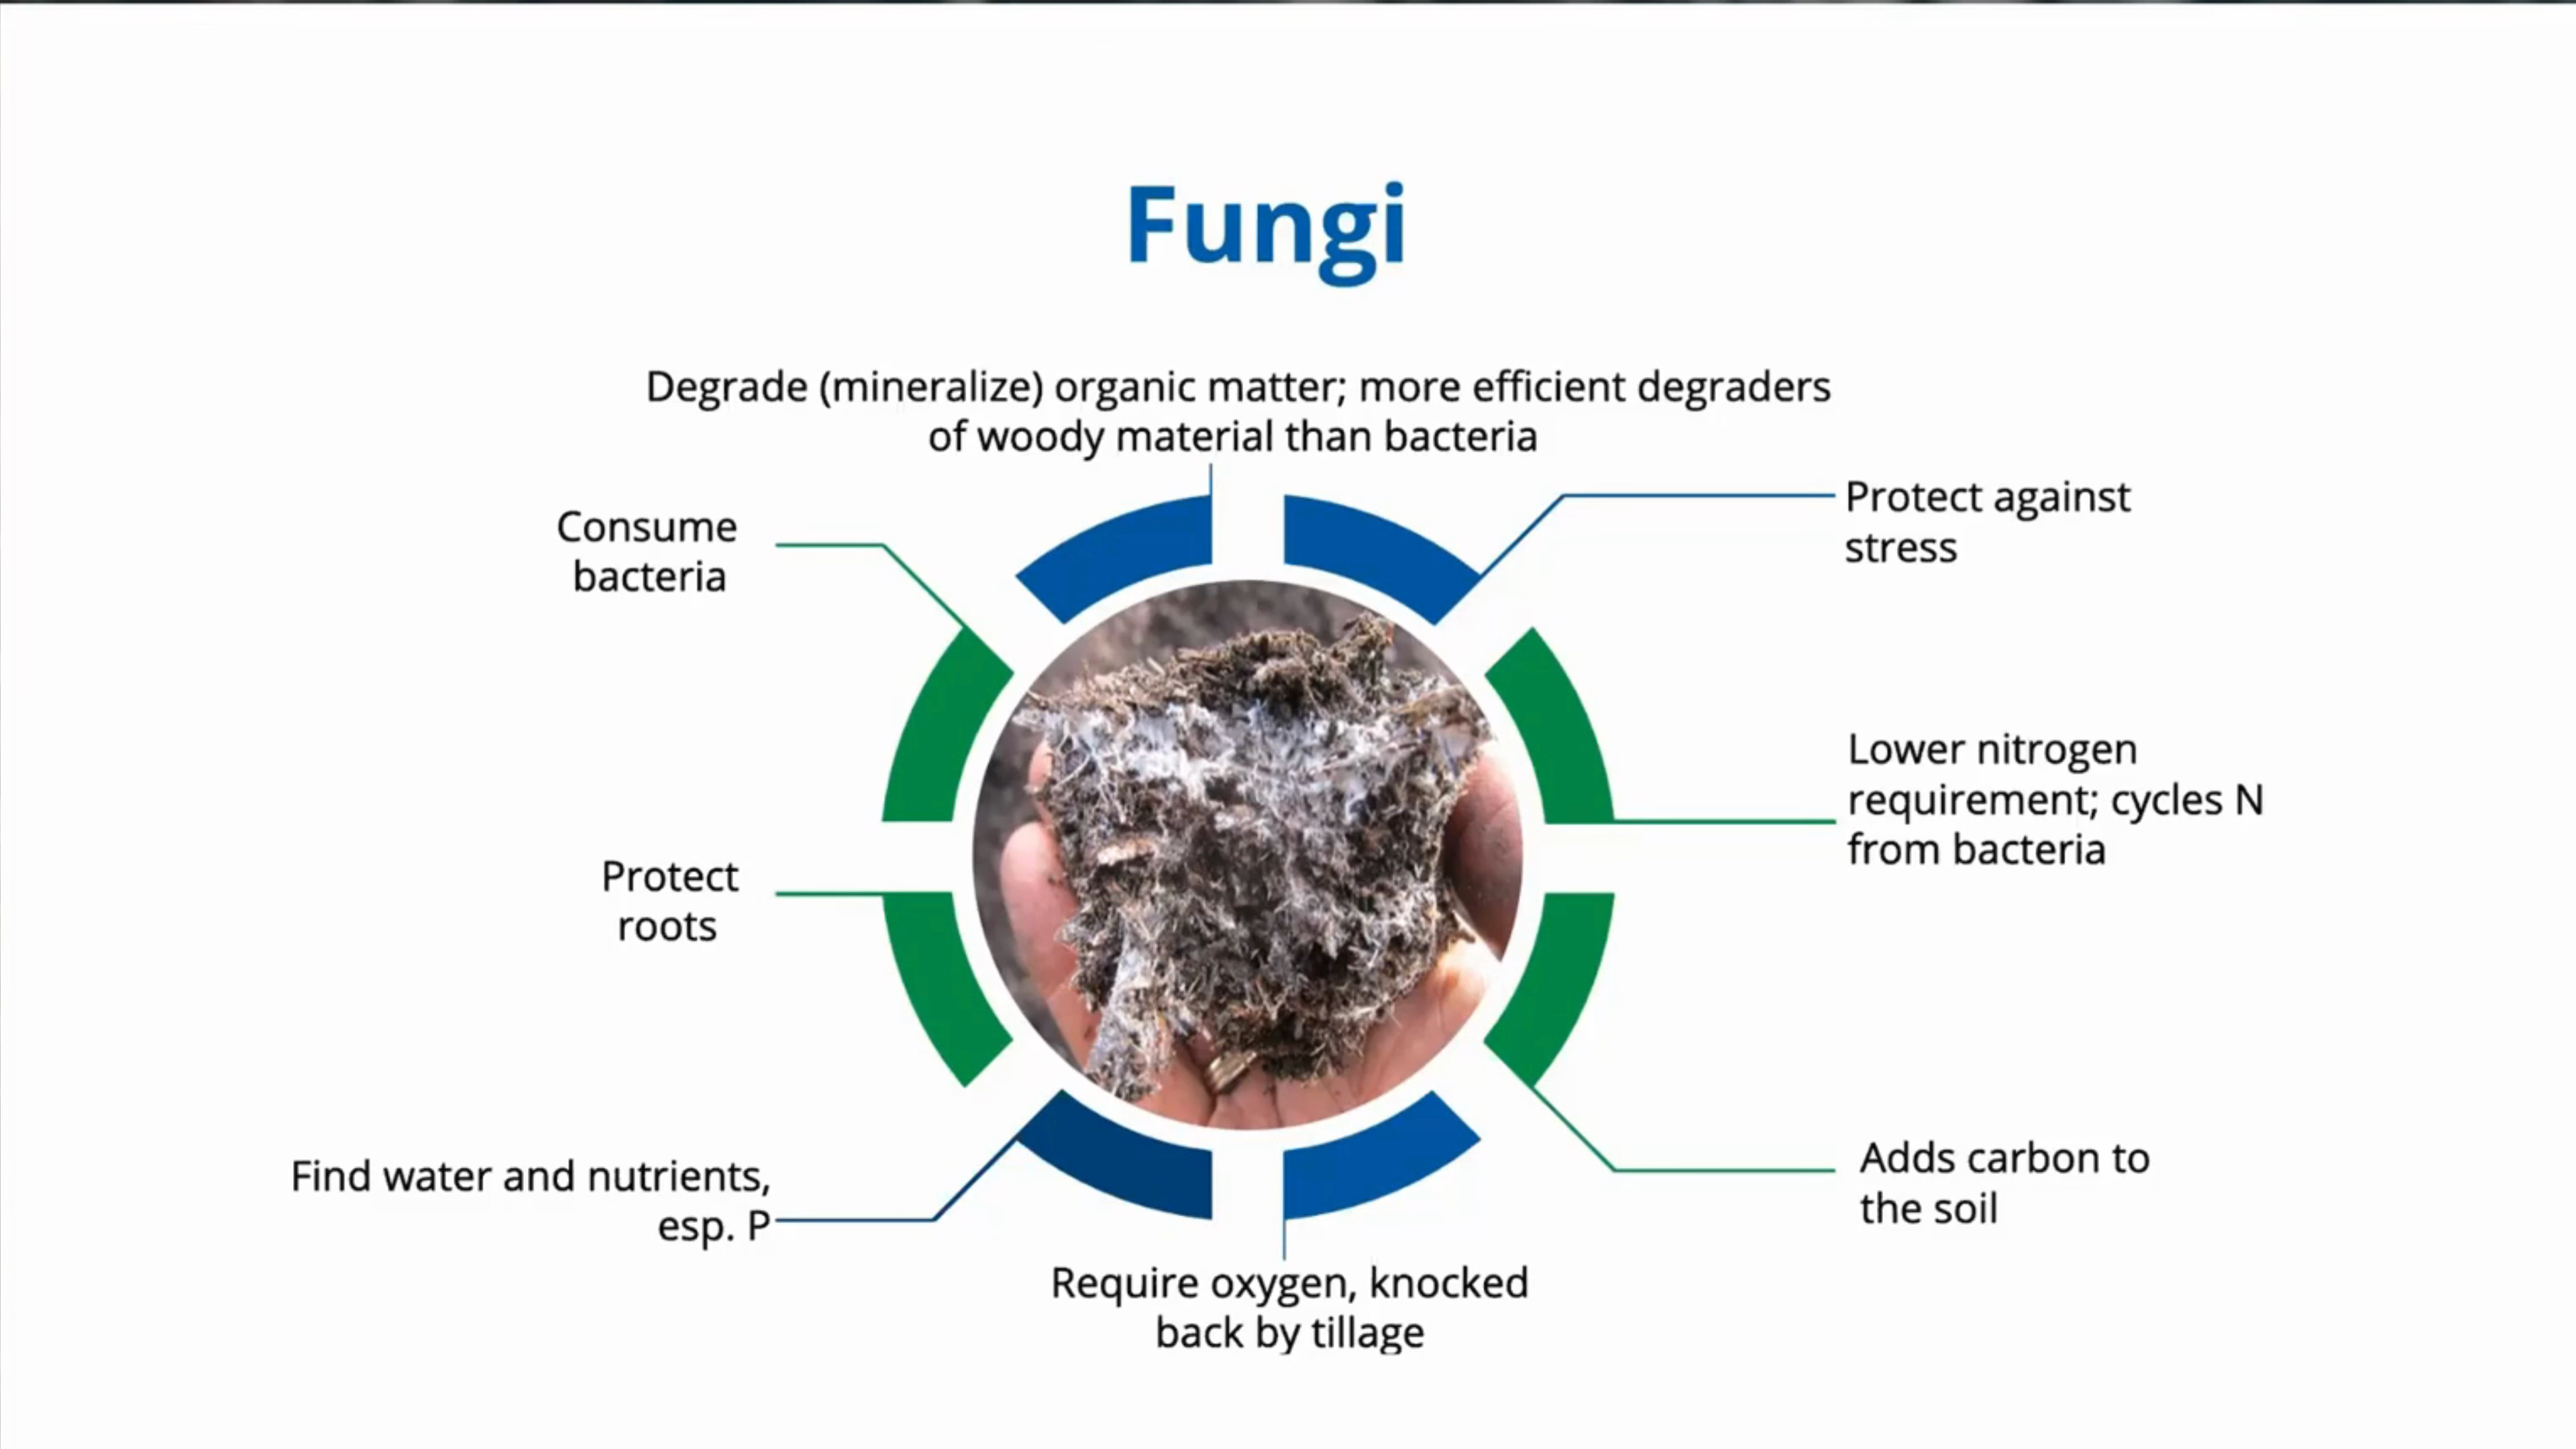 Fungi
Degrade (mineralize) organic matter; more efficient degraders
of woody material than bacteria
Protect against
stress
Lower nitrogen
requirement; cycles N
from bacteria
Adds carbon to
the soil
Require oxygen, knocked
back by tillage
Find water and nutrients,
esp. P
Protect
roots
Consume
bacteria